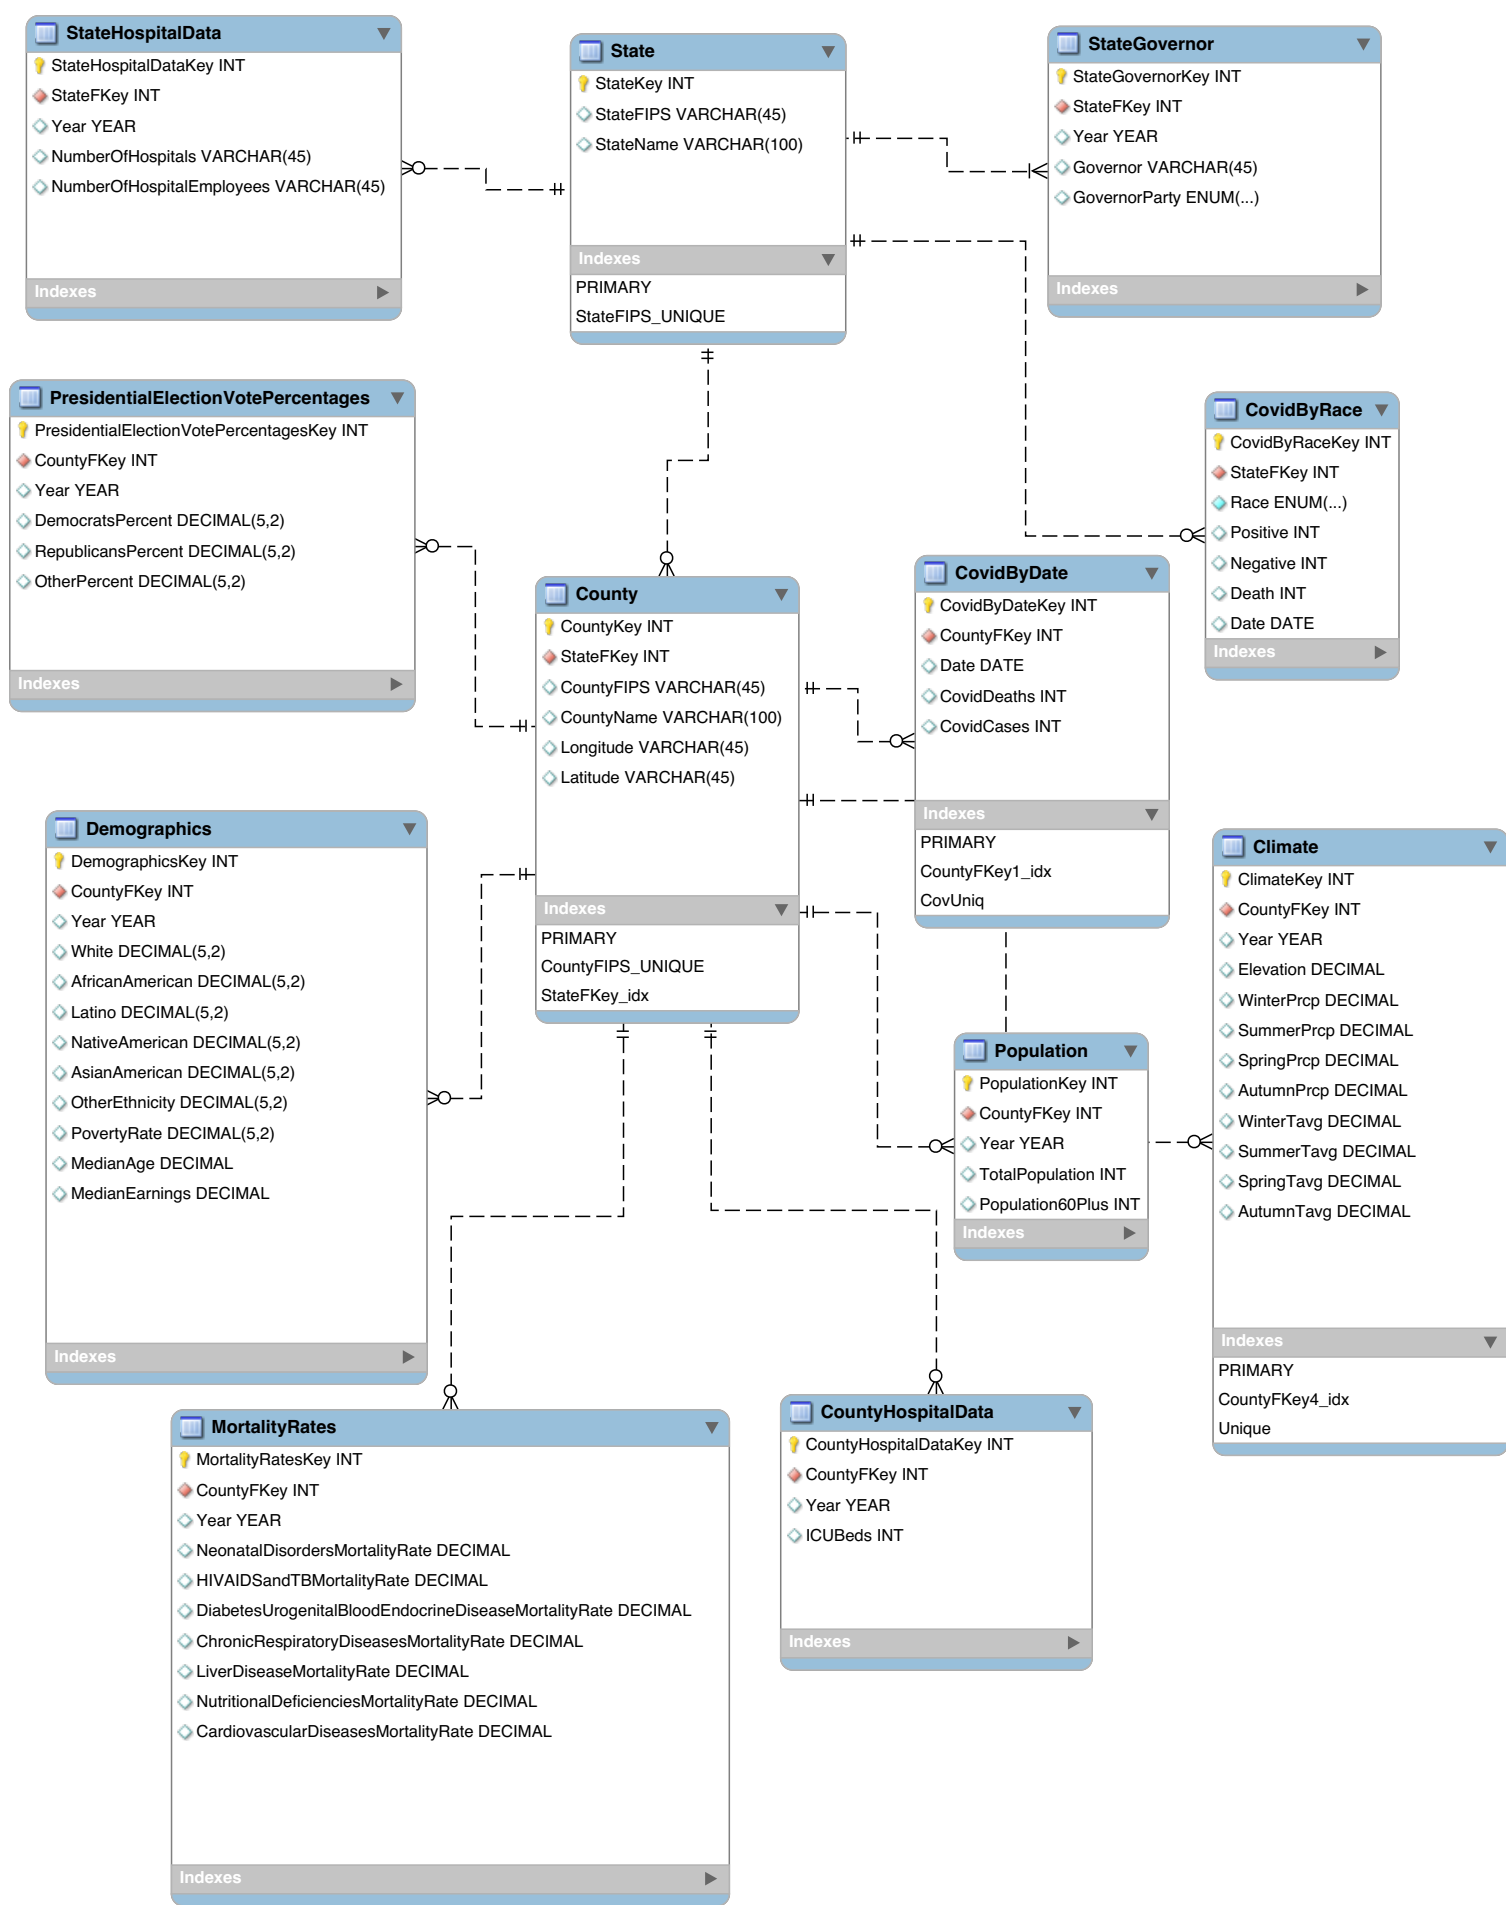 StateHospitalData
StateHospitalDataKey INT
StateFKey INT
Year YEAR
NumberOfHospitals VARCHAR(45)
NumberOfHospitalEmployees VARCHAR(45)
Indexes
State
StateKey INT
StateFIPS VARCHAR(45)
StateName VARCHAR(100)
Indexes
PRIMARY
StateFIPS_UNIQUE
StateGovernor
StateGovernorKey INT
StateFKey INT
Year YEAR
Governor VARCHAR(45)
GovernorParty ENUM(...)
Indexes
PresidentialElectionVotePercentages
PresidentialElectionVotePercentagesKey INT
CountyFKey INT
Year YEAR
DemocratsPercent DECIMAL(5,2)
RepublicansPercent DECIMAL(5,2)
OtherPercent DECIMAL(5,2)
Indexes
CovidByRace
CovidByRaceKey INT
StateFKey INT
Race ENUM(...)
Positive INT
Negative INT
Death INT
Date DATE
Indexes
County
CountyKey INT
StateFKey INT
CountyFIPS VARCHAR(45)
CountyName VARCHAR(100)
Longitude VARCHAR(45)
Latitude VARCHAR(45)
Indexes
PRIMARY
CountyFIPS_UNIQUE
StateFKey_idx
CovidByDate
CovidByDateKey INT
CountyFKey INT
Date DATE
CovidDeaths INT
CovidCases INT
Indexes
PRIMARY
CountyFKey1_idx
CovUniq
Demographics
DemographicsKey INT
CountyFKey INT
Year YEAR
White DECIMAL(5,2)
AfricanAmerican DECIMAL(5,2)
Latino DECIMAL(5,2)
NativeAmerican DECIMAL(5,2)
AsianAmerican DECIMAL(5,2)
OtherEthnicity DECIMAL(5,2)
PovertyRate DECIMAL(5,2)
MedianAge DECIMAL
MedianEarnings DECIMAL
Indexes
Climate
ClimateKey INT
CountyFKey INT
Year YEAR
Elevation DECIMAL
WinterPrcp DECIMAL
SummerPrcp DECIMAL
SpringPrcp DECIMAL
AutumnPrcp DECIMAL
WinterTavg DECIMAL
SummerTavg DECIMAL
SpringTavg DECIMAL
AutumnTavg DECIMAL
Indexes
PRIMARY
CountyFKey4_idx
Unique
Population
PopulationKey INT
CountyFKey INT
Year YEAR
TotalPopulation INT
Population60Plus INT
Indexes
MortalityRates
MortalityRatesKey INT
CountyFKey INT
Year YEAR
NeonatalDisordersMortalityRate DECIMAL
HIVAIDSandTBMortalityRate DECIMAL
DiabetesUrogenitalBloodEndocrineDiseaseMortalityRate DECIMAL
ChronicRespiratoryDiseasesMortalityRate DECIMAL
LiverDiseaseMortalityRate DECIMAL
NutritionalDeficienciesMortalityRate DECIMAL
CardiovascularDiseasesMortalityRate DECIMAL
Indexes
CountyHospitalData
CountyHospitalDataKey INT
CountyFKey INT
Year YEAR
ICUBeds INT
Indexes